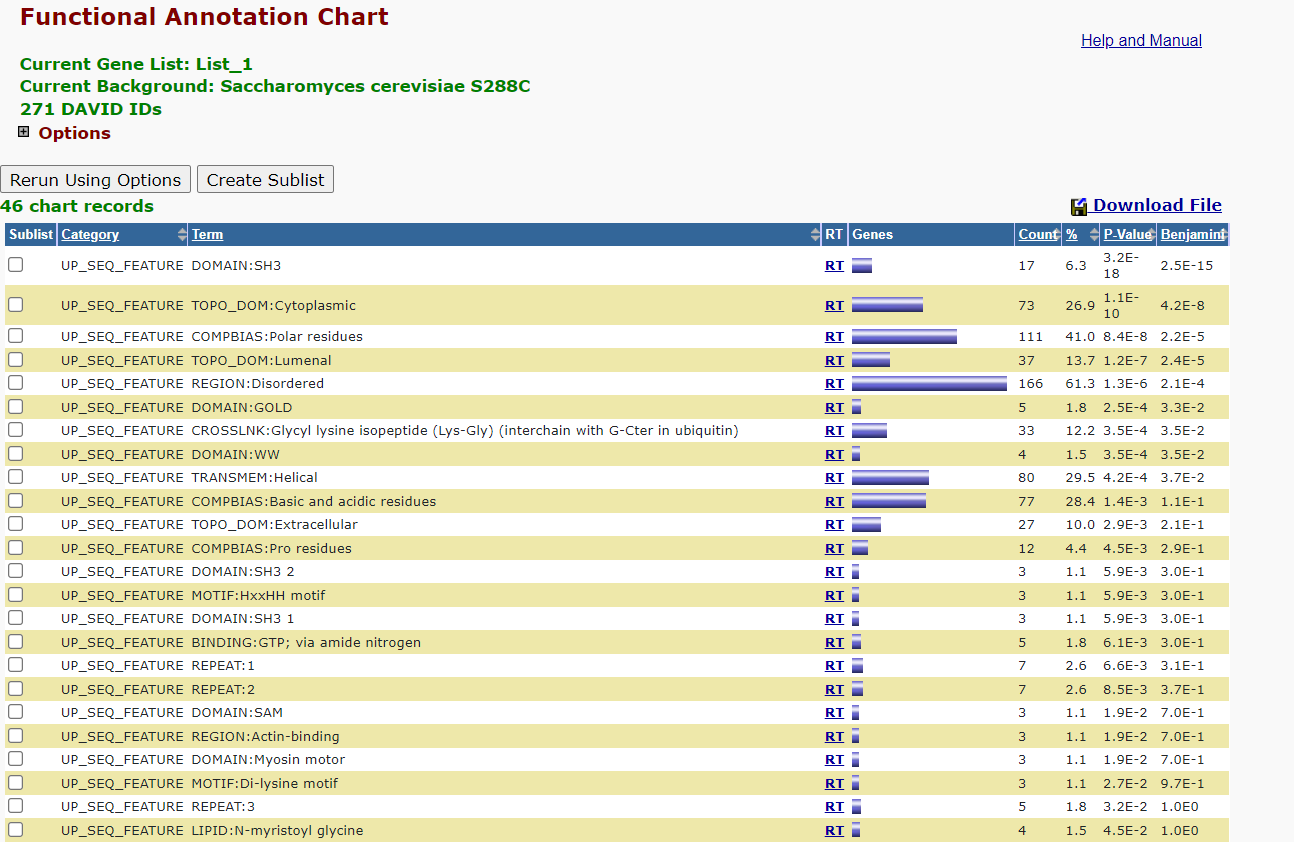 Functional Annotation Chart
Help and Manual
Current Gene List: List_1
Current Background: Saccharomyces cerevisiae S288C
271 DAVID IDs
Options
Rerun Using Options Create Sublist
46 chart records Download File
Sublist Category Term RT Genes Count % P-Value Benjamini
UP_SEQ_FEATURE DOMAIN:SH3 RT 17 6.3 3.2E-18 2.5E-15
UP_SEQ_FEATURE TOPO_DOM:Cytoplasmic RT 73 26.9 1.1E-10 4.2E-8
UP_SEQ_FEATURE COMPBIAS:Polar residues RT 111 41.0 8.4E-8 2.2E-5
UP_SEQ_FEATURE TOPO_DOM:Lumenal RT 37 13.7 1.2E-7 2.4E-5
UP_SEQ_FEATURE REGION:Disordered RT 166 61.3 1.3E-6 2.1E-4
UP_SEQ_FEATURE DOMAIN:GOLD RT 5 1.8 2.5E-4 3.3E-2
UP_SEQ_FEATURE CROSSLNK:Glycyl lysine isopeptide (Lys-Gly) (interchain with G-Cter in ubiquitin) RT 33 12.2 3.5E-4 3.5E-2
UP_SEQ_FEATURE DOMAIN:WW RT 4 1.5 3.5E-4 3.5E-2
UP_SEQ_FEATURE TRANSMEM:Helical RT 80 29.5 4.2E-4 3.7E-2
UP_SEQ_FEATURE COMPBIAS:Basic and acidic residues RT 77 28.4 1.4E-3 1.1E-1
UP_SEQ_FEATURE TOPO_DOM:Extracellular RT 27 10.0 2.9E-3 2.1E-1
UP_SEQ_FEATURE COMPBIAS:Pro residues RT 12 4.4 4.5E-3 2.9E-1
UP_SEQ_FEATURE DOMAIN:SH3 2 RT 3 1.1 5.9E-3 3.0E-1
UP_SEQ_FEATURE MOTIF:HxxHH motif RT 3 1.1 5.9E-3 3.0E-1
UP_SEQ_FEATURE DOMAIN:SH3 1 RT 3 1.1 5.9E-3 3.0E-1
UP_SEQ_FEATURE BINDING:GTP; via amide nitrogen RT 5 1.8 6.1E-3 3.0E-1
UP_SEQ_FEATURE REPEAT:1 RT 7 2.6 6.6E-3 3.1E-1
UP_SEQ_FEATURE REPEAT:2 RT 7 2.6 8.5E-3 3.7E-1
UP_SEQ_FEATURE DOMAIN:SAM RT 3 1.1 1.9E-2 7.0E-1
UP_SEQ_FEATURE REGION:Actin-binding RT 3 1.1 1.9E-2 7.0E-1
UP_SEQ_FEATURE DOMAIN:Myosin motor RT 3 1.1 1.9E-2 7.0E-1
UP_SEQ_FEATURE MOTIF:Di-lysine motif RT 3 1.1 2.7E-2 9.7E-1
UP_SEQ_FEATURE REPEAT:3 RT 5 1.8 3.2E-2 1.0E0
UP_SEQ_FEATURE LIPID:N-myristoyl glycine RT 4 1.5 4.5E-2 1.0E0